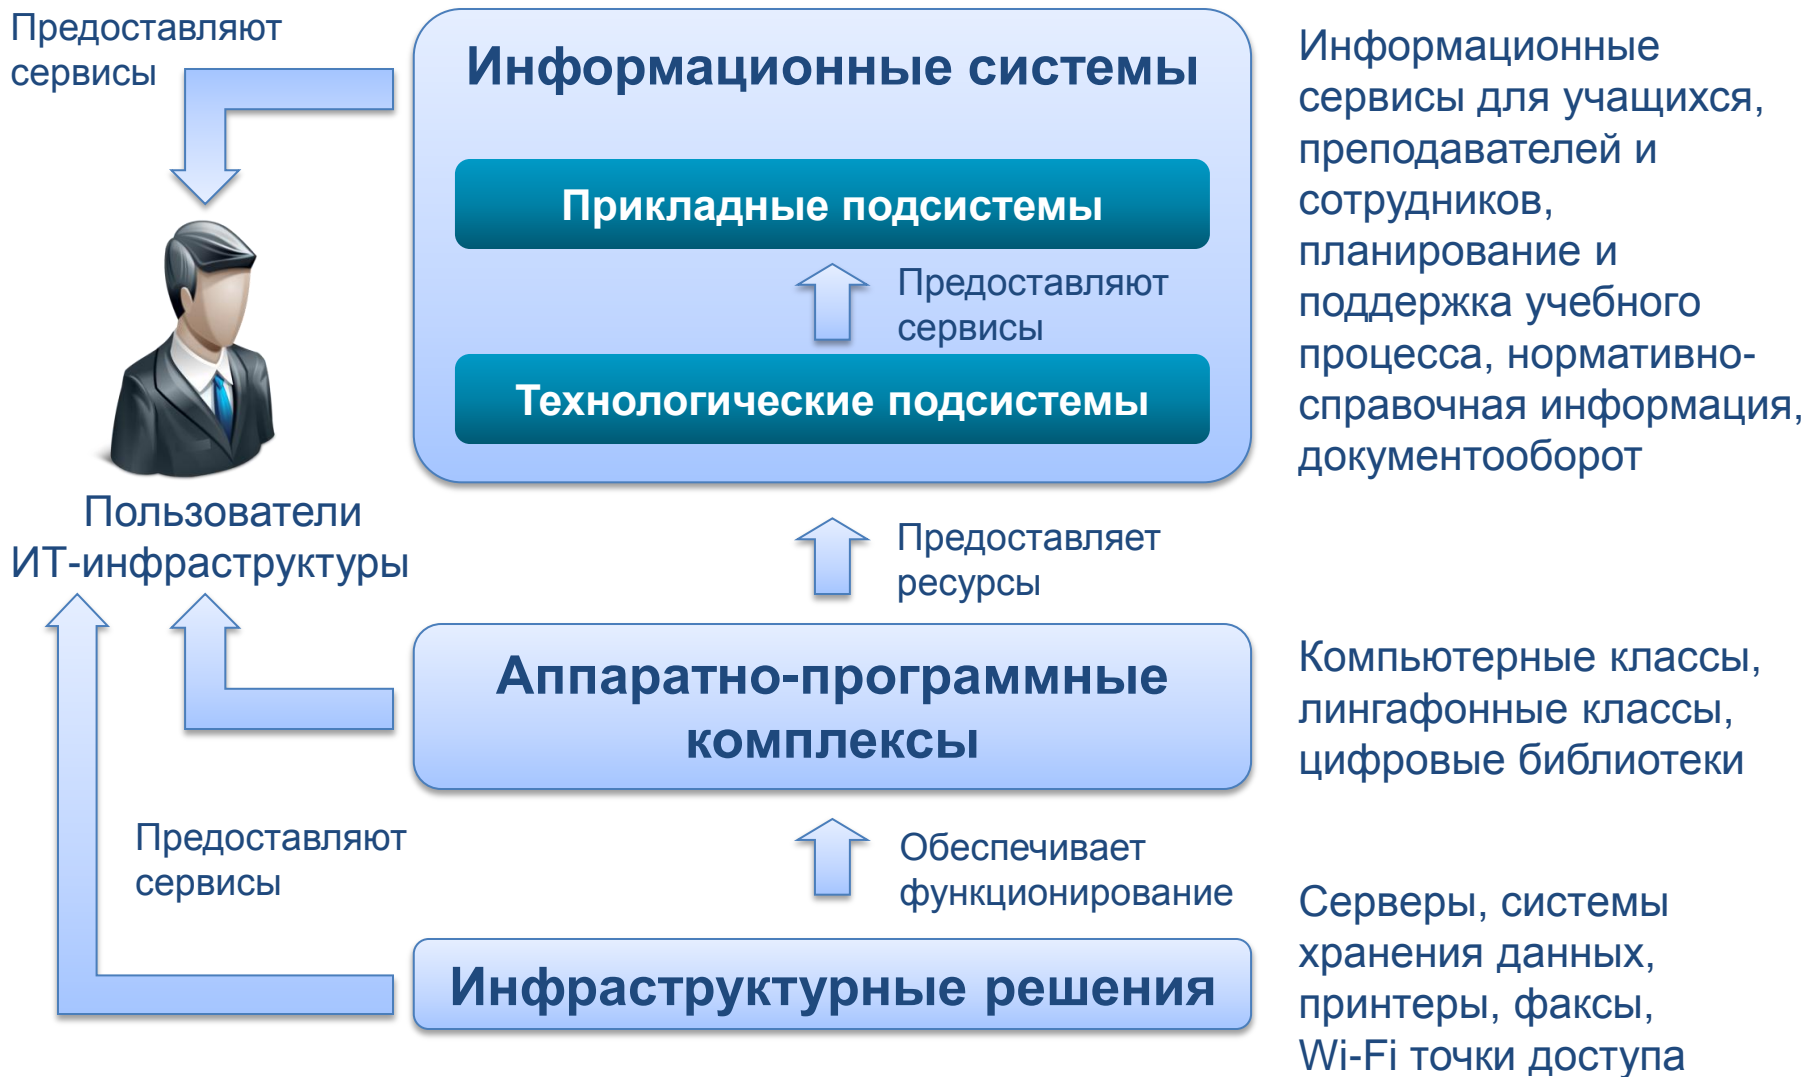 Предоставляют
сервисы
Информационные системы
Прикладные подсистемы
Предоставляют
сервисы
Технологические подсистемы
Информационные
сервисы для учащихся,
преподавателей и
сотрудников,
планирование и
поддержка учебного
процесса, нормативно-
справочная информация,
документооборот
Пользователи
ИТ-инфраструктуры
Предоставляет
ресурсы
Аппаратно-программные
комплексы
Компьютерные классы,
лингафонные классы,
цифровые библиотеки
Предоставляют
сервисы
Обеспечивает
функционирование
Инфраструктурные решения
Серверы, системы
хранения данных,
принтеры, факсы,
Wi-Fi точки доступа